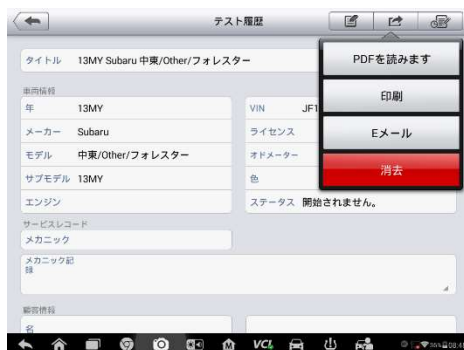 テスト履歴
タイトル 13MY Subaru 中東/Other/フォレスター
PDFを読みます
印刷
Eメール
消去
車両情報
年 13MY
VIN JF1
メーカー Subaru
ライセンス
モデル 中東/Other/フォレスター
オドメーター
サブモデル 13MY
色
エンジン
ステータス 開始されません。
サービスレコード
メカニック
メカニック記
録
顧客情報
名
VCI